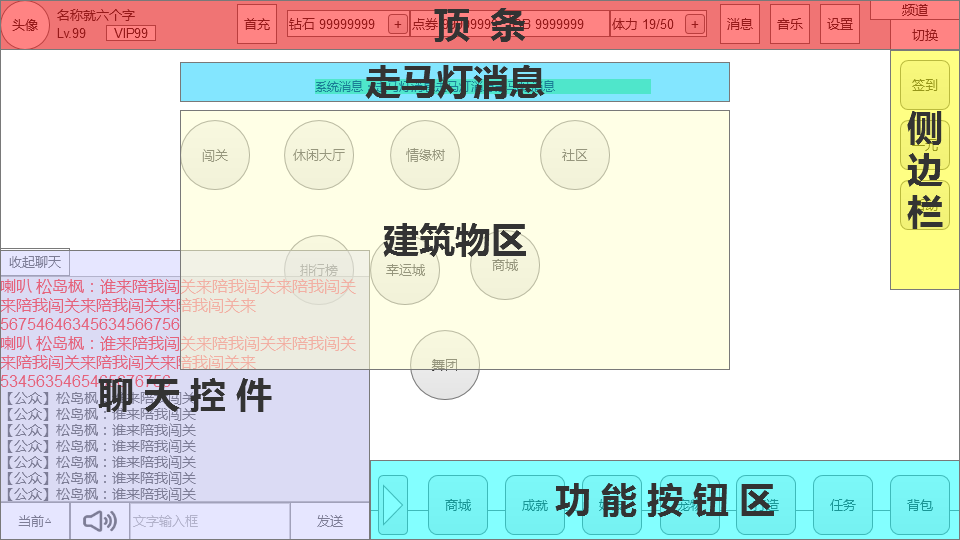 头像
名称就六个字
Lv.99 VIP99
首充
钻石 99999999 +
点券
体力 19/50 +
消息
音乐
设置
频道
切换
顶 条
走马灯消息
系统消息
签到
侧边栏
闯关
休闲大厅
情缘树
社区
建筑物区
排行榜
幸运城
商城
舞团
收起聊天
喇叭 松岛枫：谁来陪我闯关来陪我闯关来陪我闯关
来陪我闯关来陪我闯关来陪我闯关来
567546463456345667 56
喇叭 松岛枫：谁来陪我闯关来陪我闯关来陪我闯关
来陪我闯关来陪我闯关来陪我闯关来
聊 天 控 件
【公众】松岛枫：谁来陪我闯关
【公众】松岛枫：谁来陪我闯关
【公众】松岛枫：谁来陪我闯关
【公众】松岛枫：谁来陪我闯关
【公众】松岛枫：谁来陪我闯关
【公众】松岛枫：谁来陪我闯关
【公众】松岛枫：谁来陪我闯关
当前
文字输入框
发送
商城
成就
功 能 按 钮 区
任务
背包